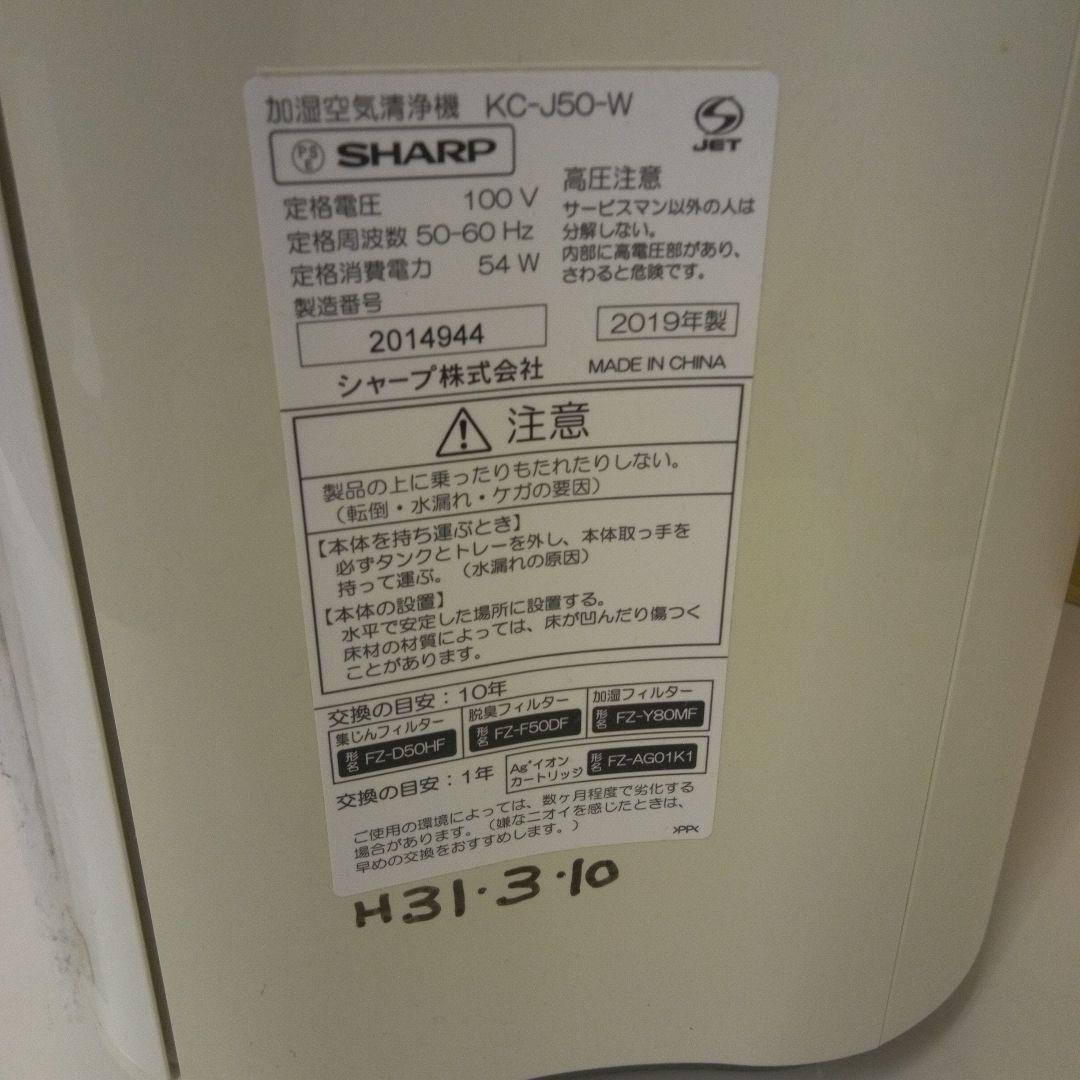 加湿空気清浄機 KC-J50-W
PS E SHARP
JET
定格電圧 100 V
定格周波数 50-60 Hz
定格消費電力 54 W
高圧注意
サービスマン以外の人は
分解しない。
内部に高電圧部があり、
さわると危険です。
製造番号
2014944
2019年製
シャープ株式会社
MADE IN CHINA
注意
製品の上に乗ったりもたれたりしない。
（転倒・水漏れ・ケガの要因）
【本体を持ち運ぶとき】
必ずタンクとトレーを外し、本体取っ手を
持って運ぶ。（水漏れの原因）
【本体の設置】
水平で安定した場所に設置する。
床材の材質によっては、床が凹んだり傷つく
ことがあります。
交換の目安：10年
集じんフィルター
形名 FZ-D50HF
脱臭フィルター
形名 FZ-F50DF
加湿フィルター
形名 FZ-Y80MF
交換の目安：1年
Ag⁺イオン
カートリッジ
形名 FZ-AG01K1
ご使用の環境によっては、数ヶ月程度で劣化する
場合があります。（嫌なニオイを感じたときは、
早めの交換をおすすめします。）
>PP<
H31・3・10